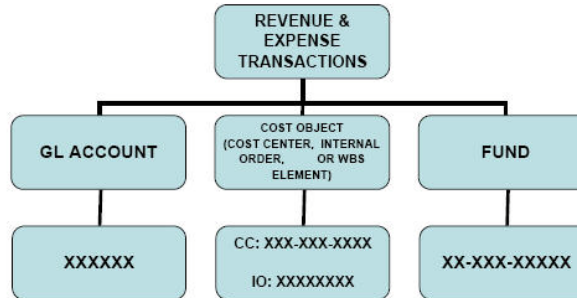 REVENUE &
EXPENSE
TRANSACTIONS
GL ACCOUNT
COST OBJECT
(COST CENTER, INTERNAL
ORDER, OR WBS
ELEMENT)
FUND
XXXXXX
CC: XXX-XXX-XXXX
IO: XXXXXXXX
XX-XXX-XXXXX